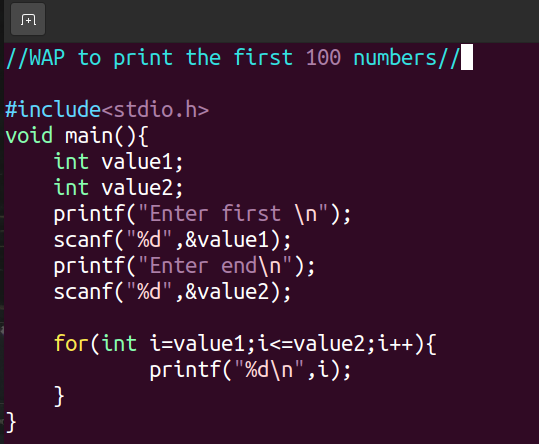 //WAP to print the first 100 numbers//
#include<stdio.h>
void main(){
    int value1;
    int value2;
    printf("Enter first \n");
    scanf("%d",&value1);
    printf("Enter end\n");
    scanf("%d",&value2);
    for(int i=value1;i<=value2;i++){
            printf("%d\n",i);
    }
}